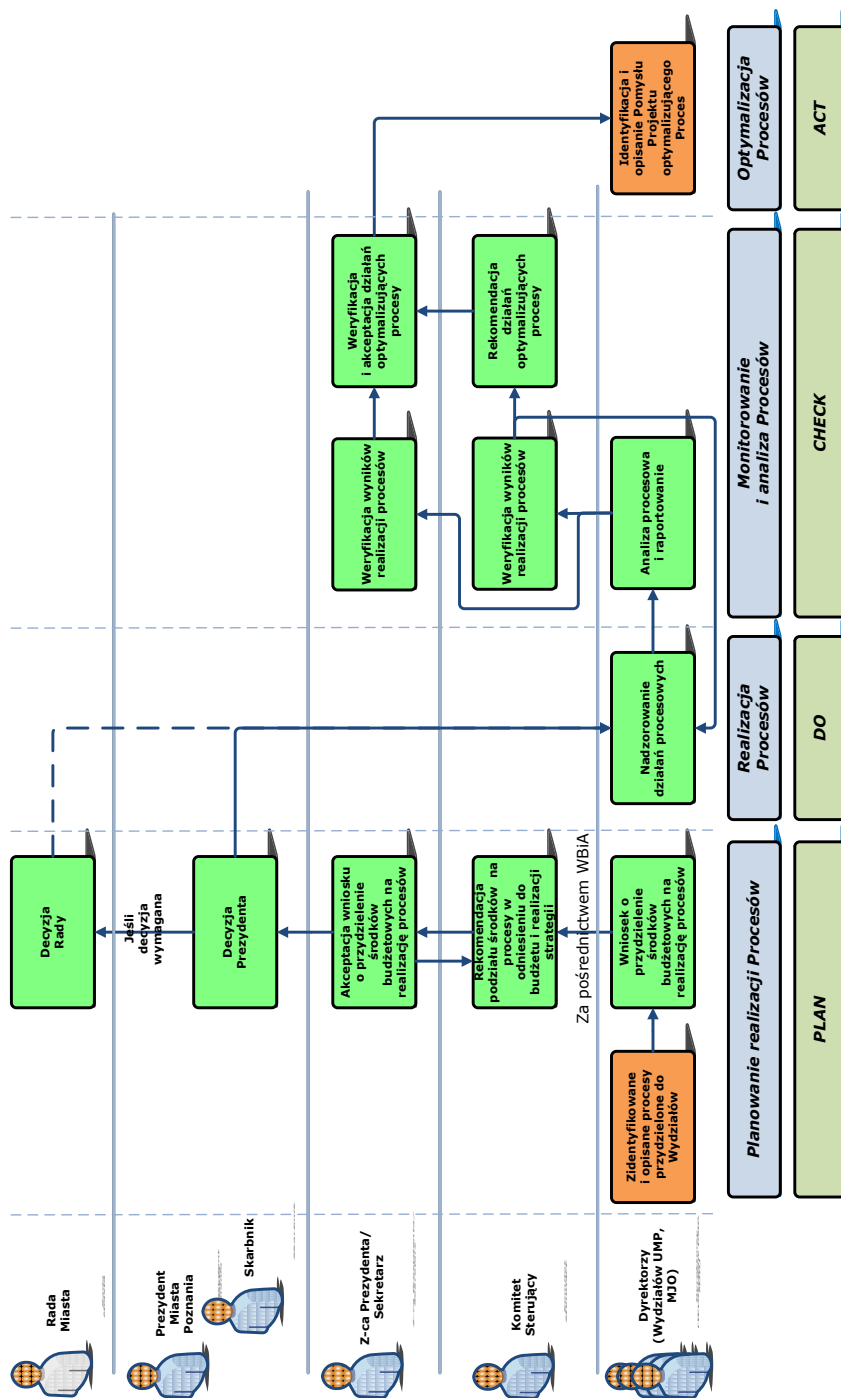 Rada
Miasta
Decyzja
Rady
Jeśli
decyzja
wymagana
Prezydent
Miasta
Poznania
Skarbnik
Decyzja
Prezydenta
Z-ca Prezydenta/
Sekretarz
Akceptacja wniosku
o przydzielenie
środków
budżetowych na
realizację procesów
Weryfikacja wyników
realizacji procesów
Weryfikacja
i akceptacja działań
optymalizujących
procesy
Komitet
Sterujący
Rekomendacja
podziału środków na
procesy w
odniesieniu do
budżetu i realizacji
strategii
Weryfikacja wyników
realizacji procesów
Rekomendacja
działań
optymalizujących
procesy
Za pośrednictwem WBiA
Dyrektorzy
(Wydziałów UMP,
MJO)
Zidentyfikowane
i opisane procesy
przydzielone do
Wydziałów
Wniosek o
przydzielenie
środków
budżetowych na
realizację procesów
Nadzorowanie
działań procesowych
Analiza procesowa
i raportowanie
Identyfikacja i
opisanie Pomysłu
Projektu
optymalizującego
Proces
Planowanie realizacji Procesów
Realizacja
Procesów
Monitorowanie
i analiza Procesów
Optymalizacja
Procesów
PLAN
DO
CHECK
ACT